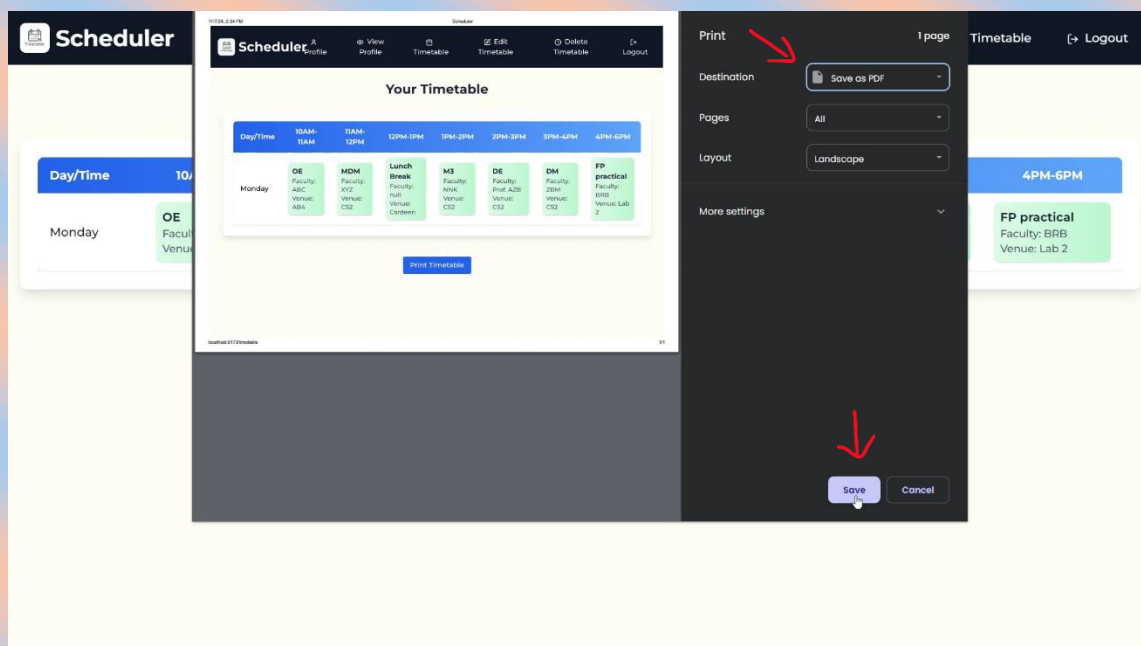 Scheduler
Timetable
Logout
Day/Time
10A
4PM-6PM
Monday
OE
Facul
Venue
FP practical
Faculty: BRB
Venue: Lab 2
11/7/24, 2:34 PM
Scheduler
Scheduler
Profile
View
Profile
Timetable
Edit
Timetable
Delete
Timetable
Logout
Your Timetable
Day/Time
10AM-
11AM
11AM-
12PM
12PM-1PM
1PM-2PM
2PM-3PM
3PM-4PM
4PM-6PM
Monday
OE
Faculty:
ABC
Venue:
AB4
MDM
Faculty:
XYZ
Venue:
CS2
Lunch
Break
Faculty:
null
Venue:
Canteen
M3
Faculty:
NNK
Venue:
CS2
DE
Faculty:
Prof. AZB
Venue:
CS2
DM
Faculty:
ZBM
Venue:
CS2
FP
practical
Faculty:
BRB
Venue: Lab
2
Print Timetable
localhost:5173/timetable
1/1
Print
1 page
Destination
Save as PDF
Pages
All
Layout
Landscape
More settings
Save
Cancel